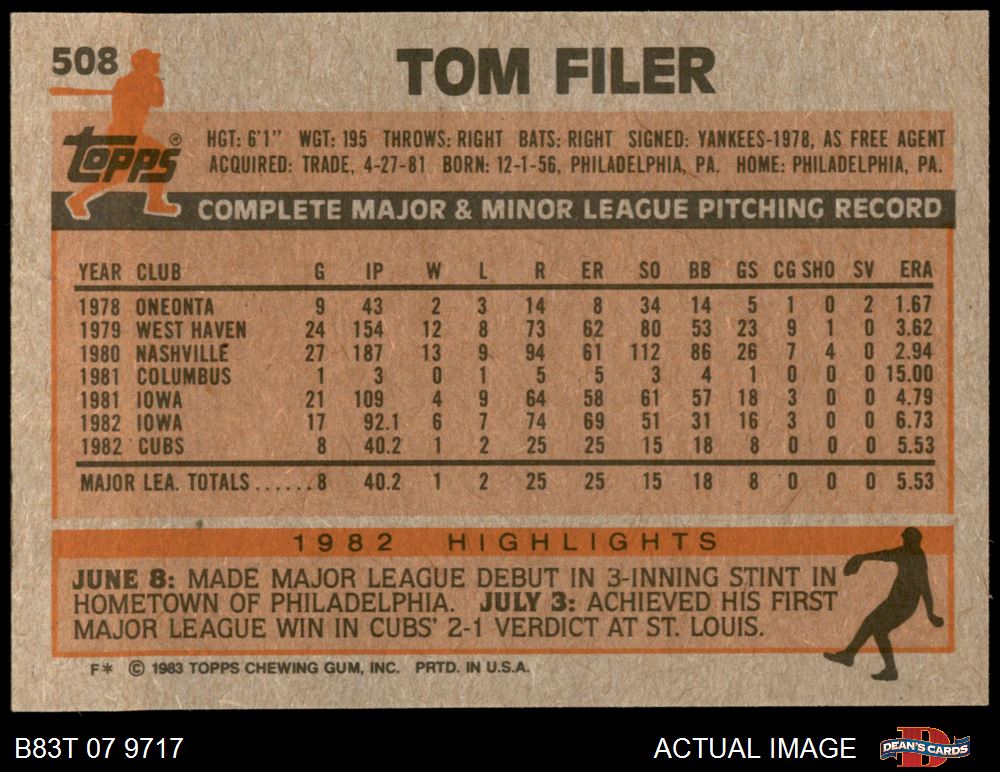 508
TOM FILER
TOPPS®
HGT: 6'1" WGT: 195 THROWS: RIGHT BATS: RIGHT SIGNED: YANKEES-1978, AS FREE AGENT
ACQUIRED: TRADE, 4-27-81 BORN: 12-1-56, PHILADELPHIA, PA. HOME: PHILADELPHIA, PA.
COMPLETE MAJOR & MINOR LEAGUE PITCHING RECORD
YEAR CLUB G IP W L R ER SO BB GS CG SHO SV ERA
1978 ONEONTA 9 43 2 3 14 8 34 14 5 1 0 2 1.67
1979 WEST HAVEN 24 154 12 8 73 62 80 53 23 9 1 0 3.62
1980 NASHVILLE 27 187 13 9 94 61 112 86 26 7 4 0 2.94
1981 COLUMBUS 1 3 0 1 5 5 3 4 1 0 0 0 15.00
1981 IOWA 21 109 4 9 64 58 61 57 18 3 0 0 4.79
1982 IOWA 17 92.1 6 7 74 69 51 31 16 3 0 0 6.73
1982 CUBS 8 40.2 1 2 25 25 15 18 8 0 0 0 5.53
MAJOR LEA. TOTALS......8 40.2 1 2 25 25 15 18 8 0 0 0 5.53
1982 HIGHLIGHTS
JUNE 8: MADE MAJOR LEAGUE DEBUT IN 3-INNING STINT IN
HOMETOWN OF PHILADELPHIA. JULY 3: ACHIEVED HIS FIRST
MAJOR LEAGUE WIN IN CUBS' 2-1 VERDICT AT ST. LOUIS.
F* © 1983 TOPPS CHEWING GUM, INC. PRTD. IN U.S.A.
B83T 07 9717
ACTUAL IMAGE
D
DEAN'S CARDS